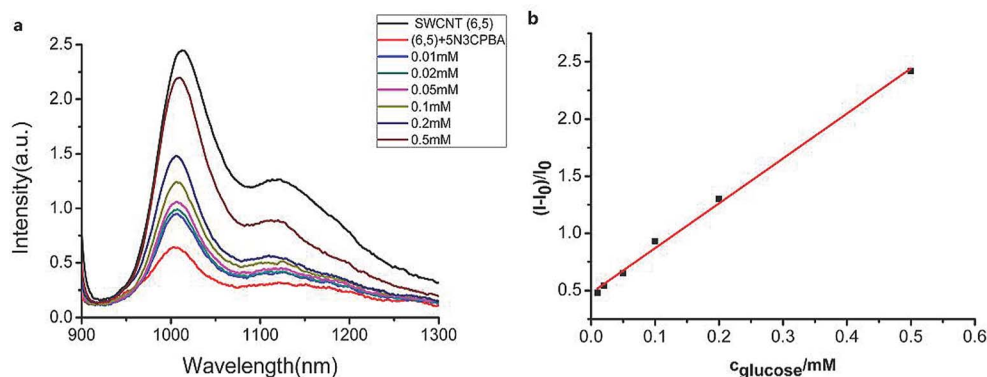 a
SWCNT (6,5)
(6,5)+5N3CPBA
0.01mM
0.02mM
0.05mM
0.1mM
0.2mM
0.5mM
Intensity(a.u.)
2.5
2.0
1.5
1.0
0.5
0.0
900 1000 1100 1200 1300
Wavelength(nm)
b
(I-I0)/I0
2.5
2.0
1.5
1.0
0.5
0.0 0.1 0.2 0.3 0.4 0.5 0.6
cglucose/mM